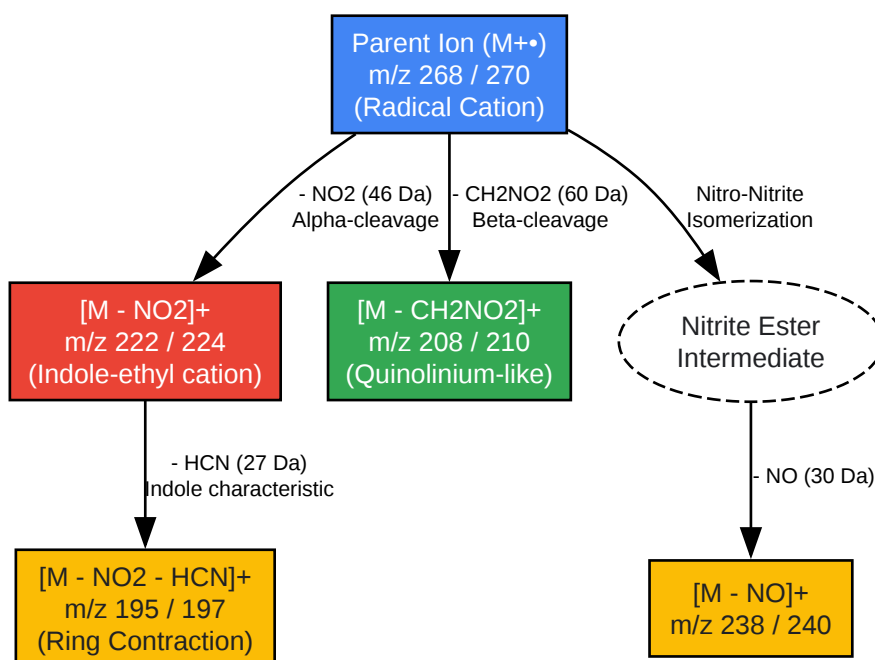 Parent Ion (M+•)
m/z 268 / 270
(Radical Cation)
- NO2 (46 Da)
Alpha-cleavage
- CH2NO2 (60 Da)
Beta-cleavage
Nitro-Nitrite
Isomerization
[M - NO2]+
m/z 222 / 224
(Indole-ethyl cation)
[M - CH2NO2]+
m/z 208 / 210
(Quinolinium-like)
Nitrite Ester
Intermediate
- HCN (27 Da)
Indole characteristic
- NO (30 Da)
[M - NO2 - HCN]+
m/z 195 / 197
(Ring Contraction)
[M - NO]+
m/z 238 / 240